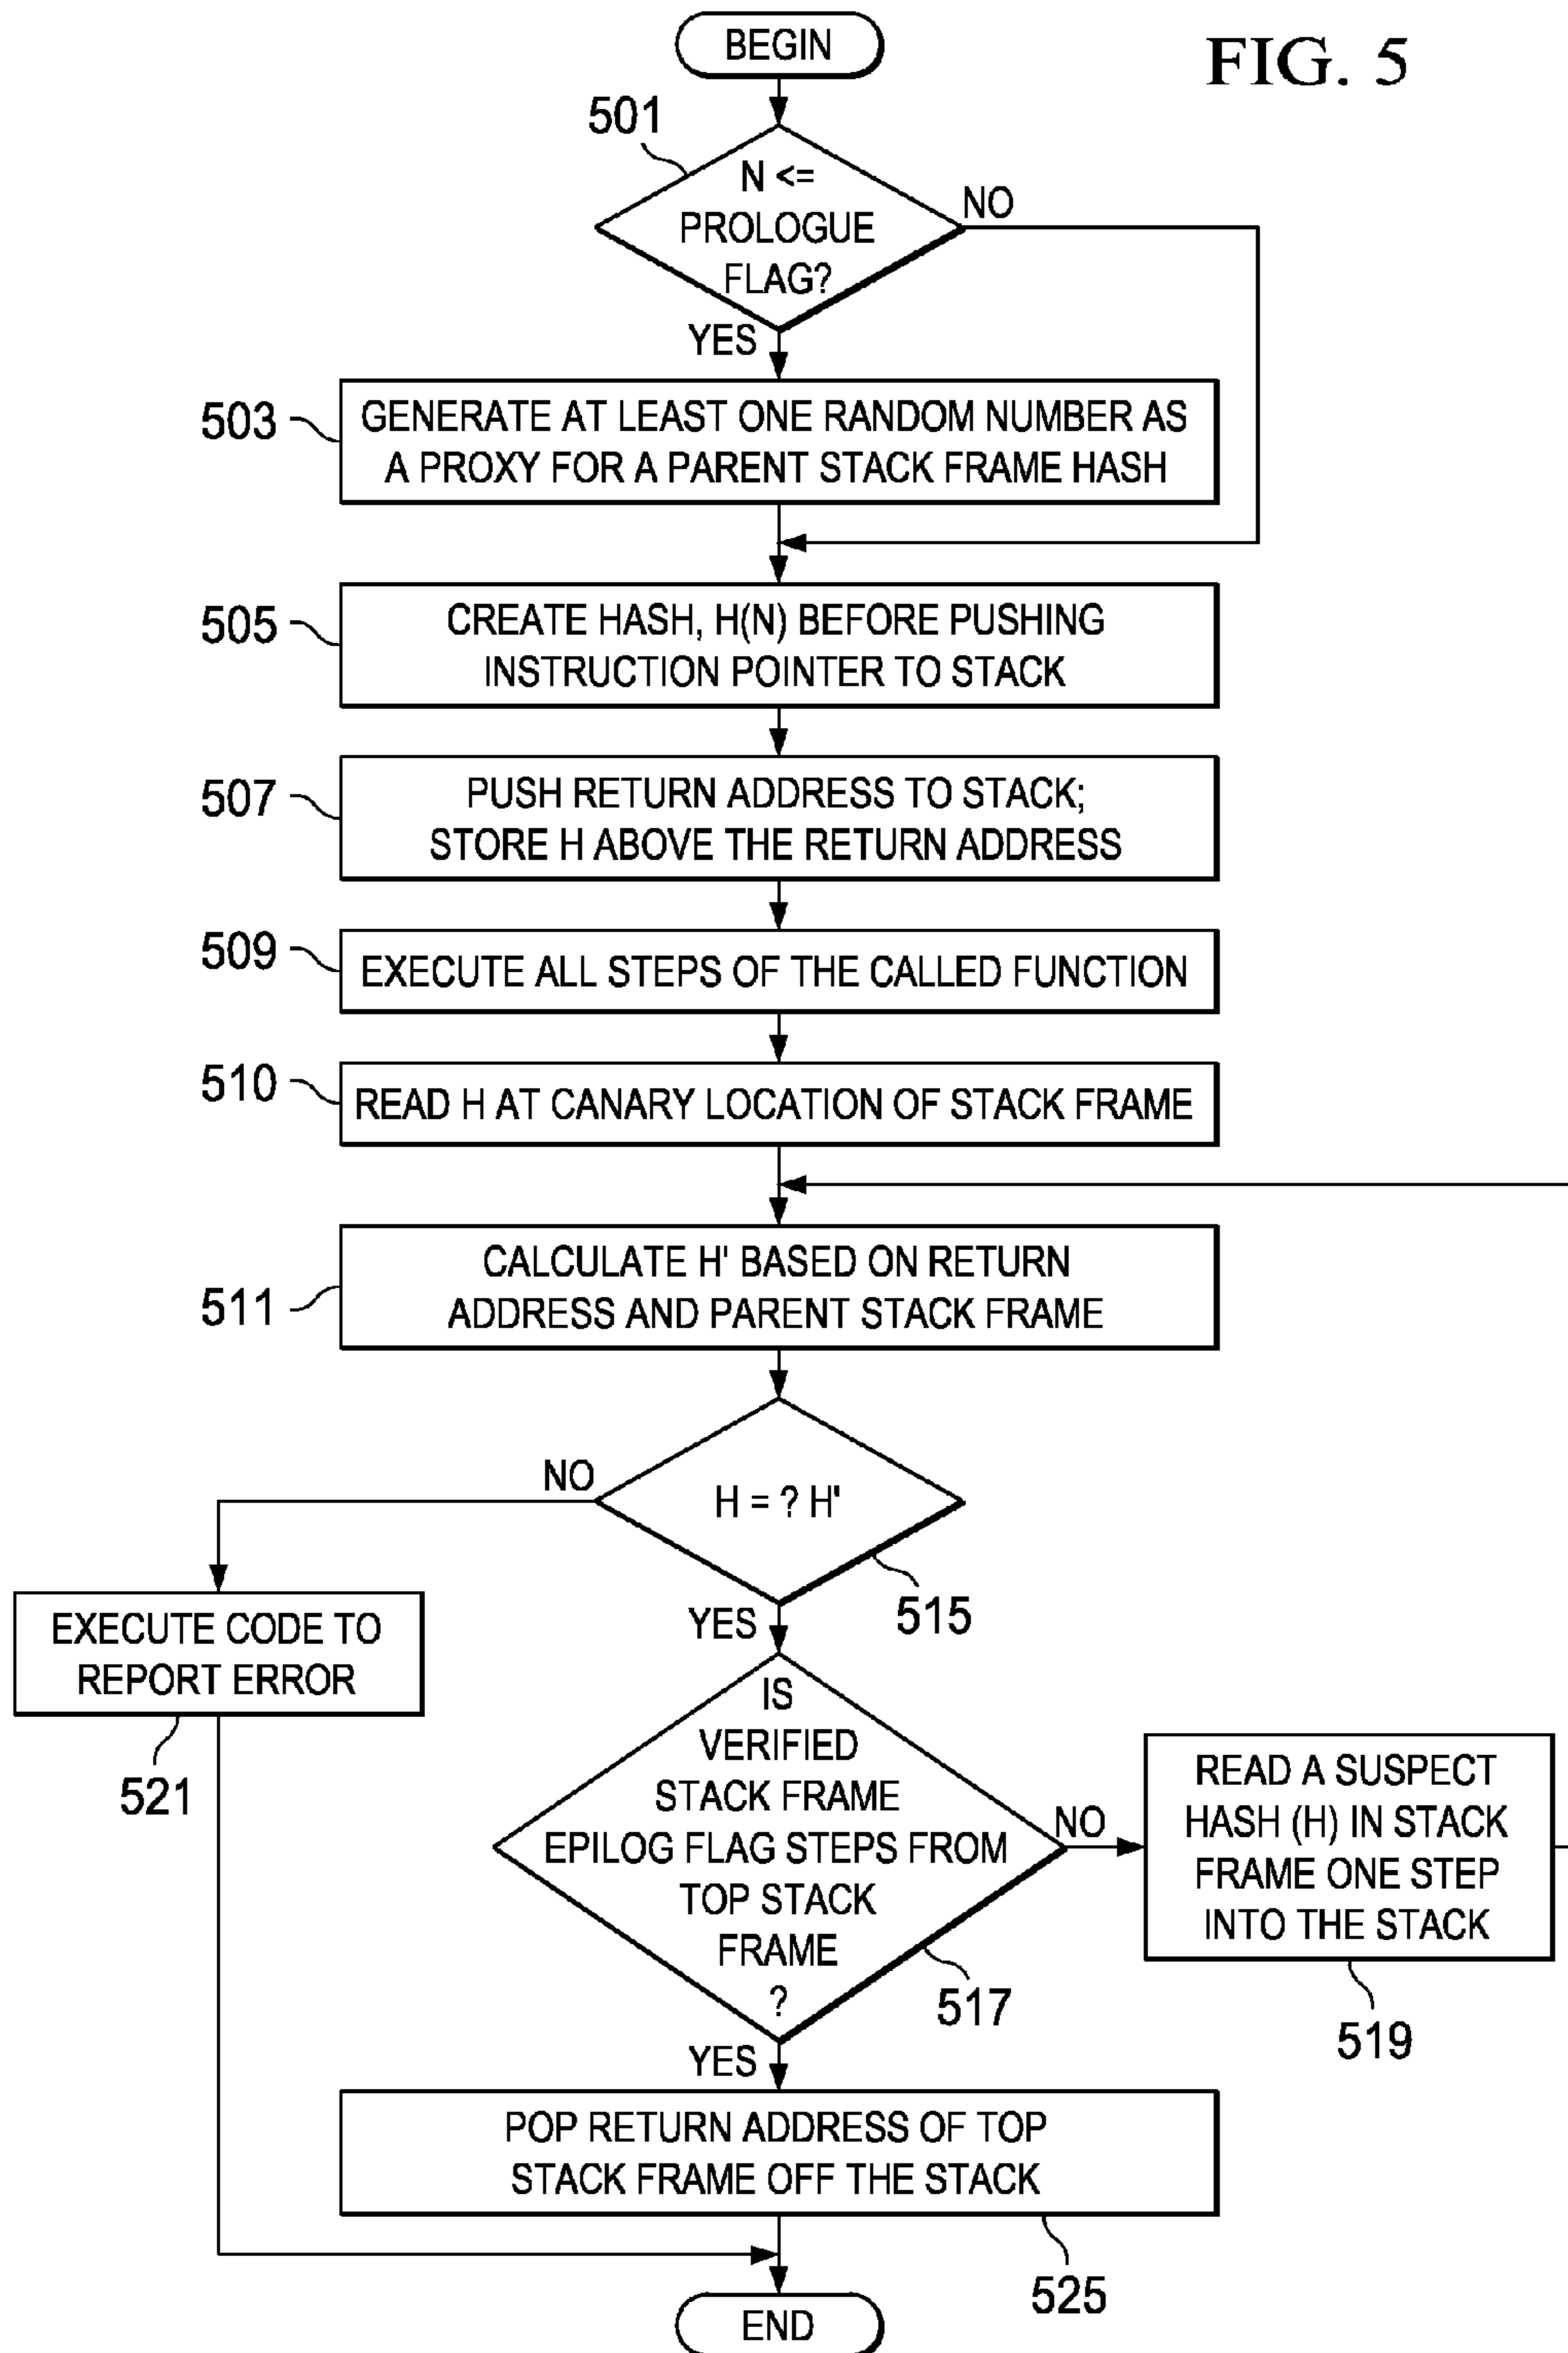 BEGIN
FIG. 5
501
N <=
PROLOGUE
FLAG?
NO
YES
503
GENERATE AT LEAST ONE RANDOM NUMBER AS
A PROXY FOR A PARENT STACK FRAME HASH
505
CREATE HASH, H(N) BEFORE PUSHING
INSTRUCTION POINTER TO STACK
507
PUSH RETURN ADDRESS TO STACK;
STORE H ABOVE THE RETURN ADDRESS
509
EXECUTE ALL STEPS OF THE CALLED FUNCTION
510
READ H AT CANARY LOCATION OF STACK FRAME
511
CALCULATE H' BASED ON RETURN
ADDRESS AND PARENT STACK FRAME
NO
H = ? H'
515
YES
EXECUTE CODE TO
REPORT ERROR
521
IS
VERIFIED
STACK FRAME
EPILOG FLAG STEPS FROM
TOP STACK
FRAME
?
517
NO
READ A SUSPECT
HASH (H) IN STACK
FRAME ONE STEP
INTO THE STACK
519
YES
POP RETURN ADDRESS OF TOP
STACK FRAME OFF THE STACK
525
END